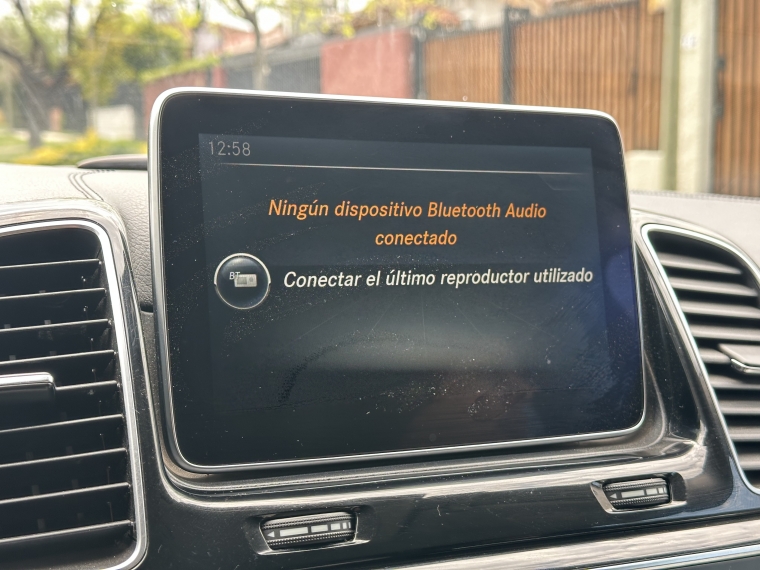 12:58
Ningún dispositivo Bluetooth Audio
conectado
BT
Conectar el último reproductor utilizado